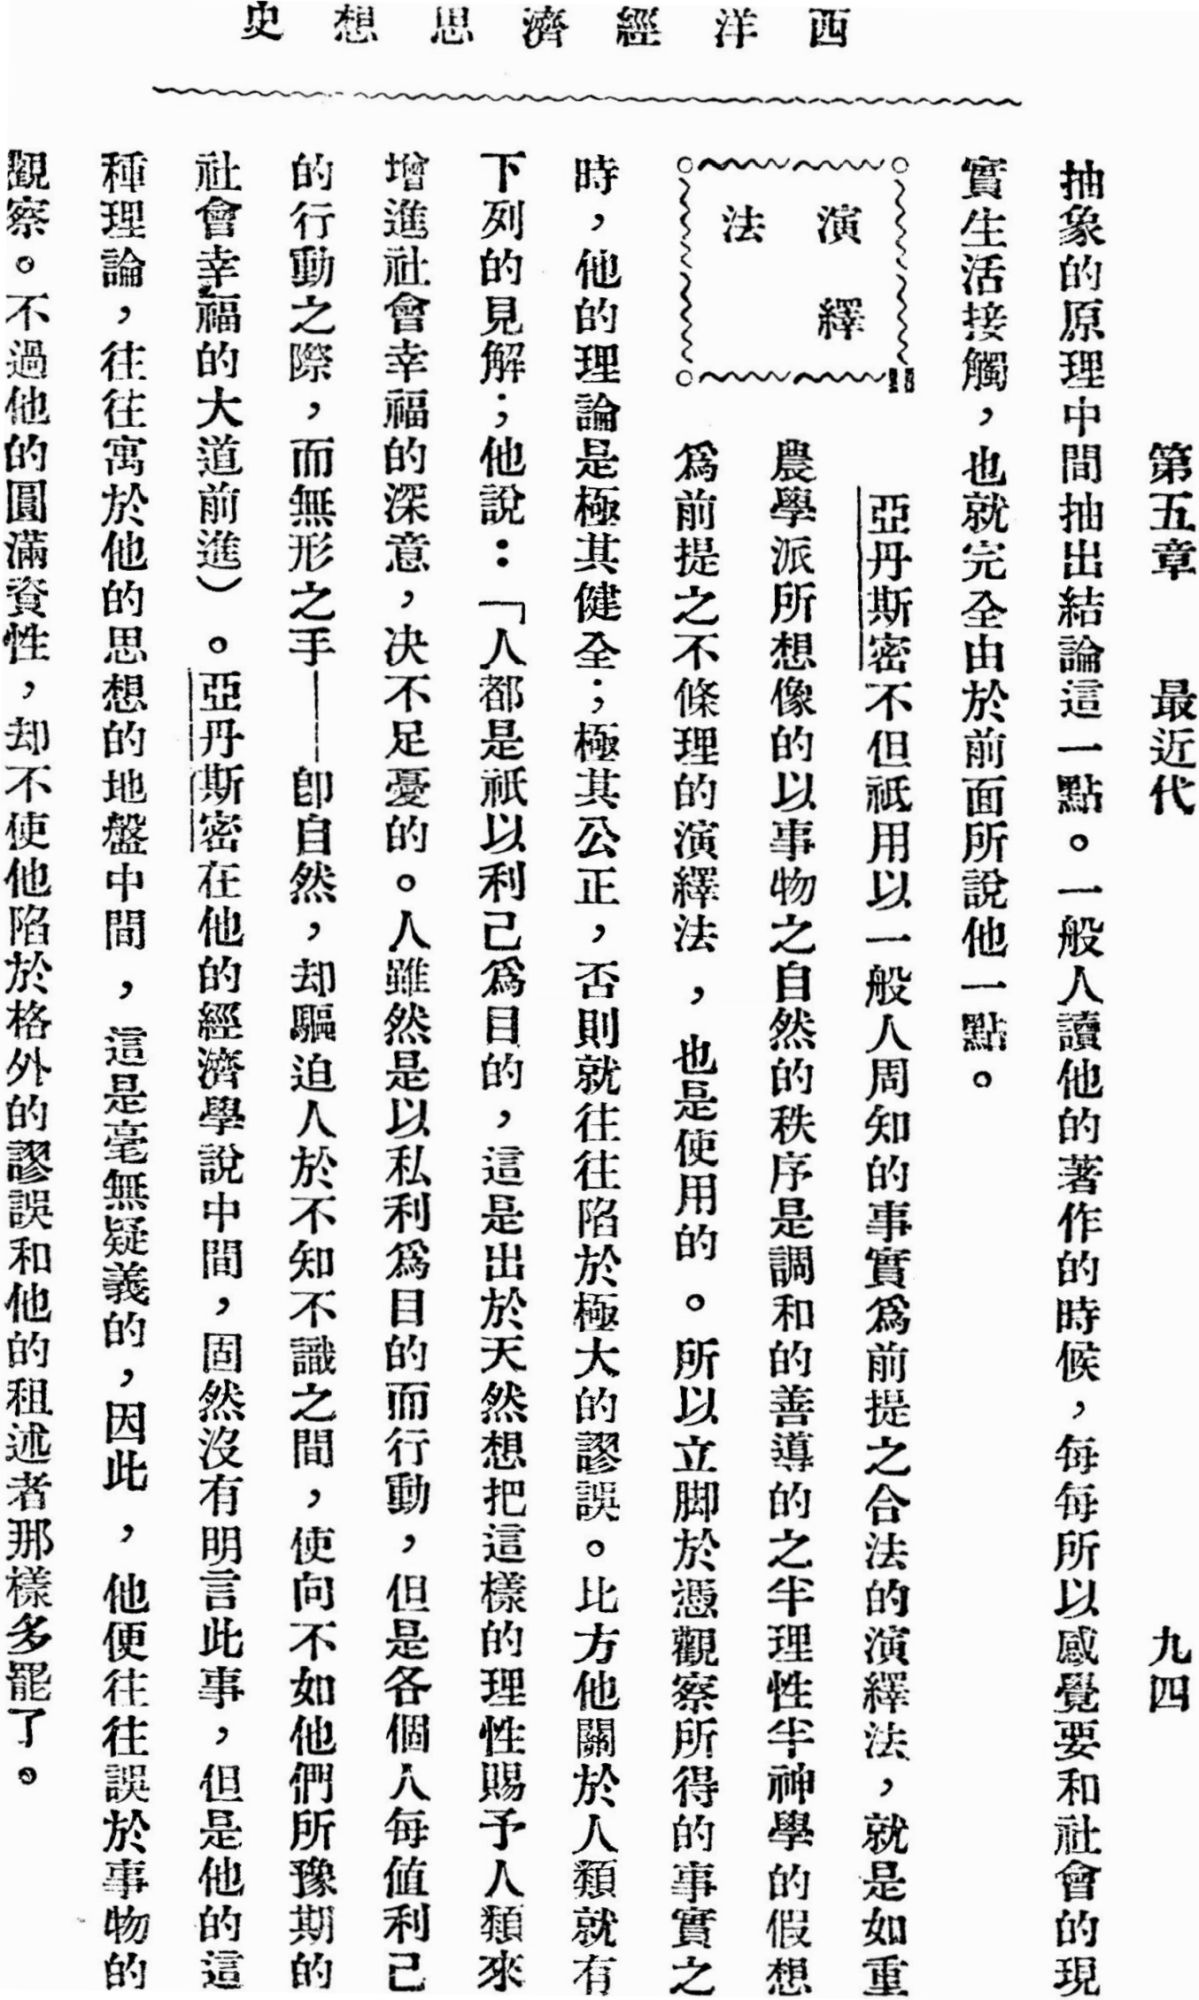 西洋經濟思想史
第五章　最近代　九四
抽象的原理中間抽出結論這一點。一般人讀他的著作的時候，每每所以感覺要和社會的現
實生活接觸，也就完全由於前面所說他一點。
演繹
法
亞丹斯密不但祇用以一般人周知的事實爲前提之合法的演繹法，就是如重
農學派所想像的以事物之自然的秩序是調和的善導的之半理性半神學的假想
爲前提之不條理的演繹法，也是使用的。所以立脚於憑觀察所得的事實之
時，他的理論是極其健全；極其公正，否則就往往陷於極大的謬誤。比方他關於人類就有
下列的見解；他說：「人都是祇以利己爲目的，這是出於天然想把這樣的理性賜予人類來
增進社會幸福的深意，决不足憂的。人雖然是以私利爲目的而行動，但是各個人每值利己
的行動之際，而無形之手——卽自然，却驅迫人於不知不識之間，使向不如他們所豫期的
社會幸福的大道前進）。亞丹斯密在他的經濟學說中間，固然沒有明言此事，但是他的這
種理論，往往寓於他的思想的地盤中間，這是毫無疑義的，因此，他便往往誤於事物的
觀察。不過他的圓滿資性，却不使他陷於格外的謬誤和他的租述者那樣多罷了。